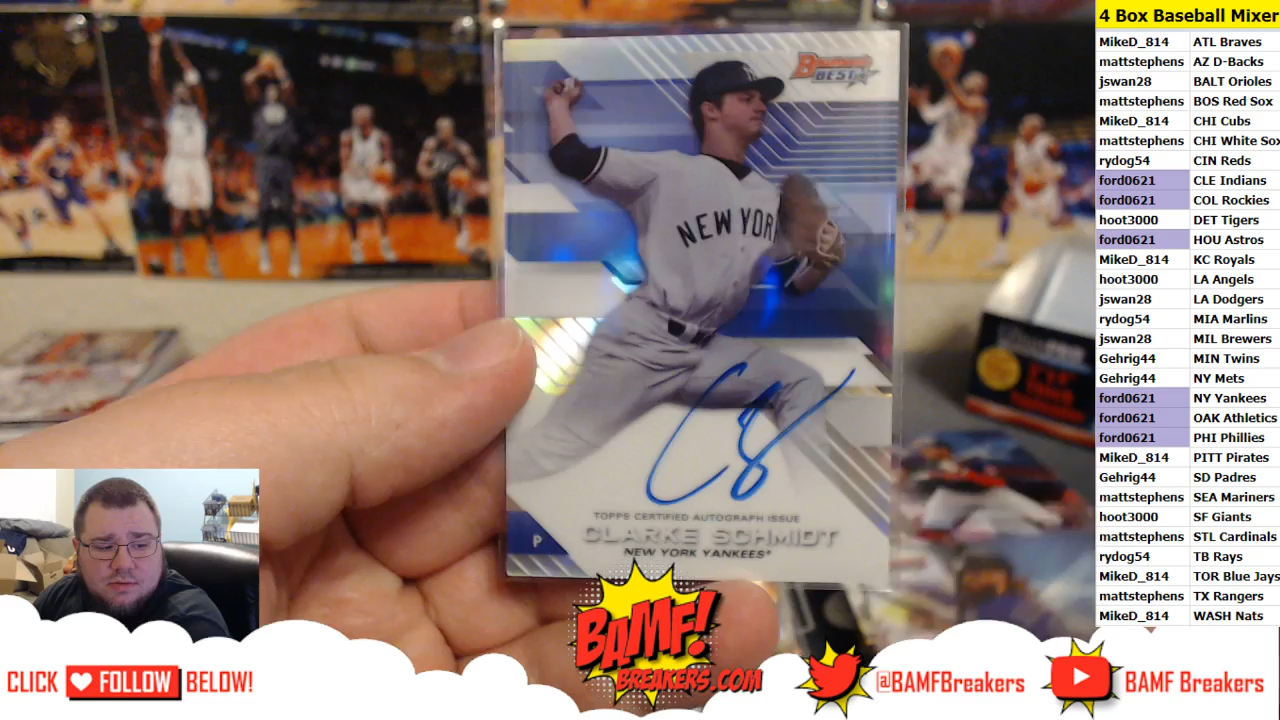 BOWMAN'S
BEST
NEW YORK
TOPPS CERTIFIED AUTOGRAPH ISSUE
P
CLARKE SCHMIDT
NEW YORK YANKEES®
4 Box Baseball Mixer
MikeD_814 ATL Braves
mattstephens AZ D-Backs
jswan28 BALT Orioles
mattstephens BOS Red Sox
MikeD_814 CHI Cubs
mattstephens CHI White Sox
rydog54 CIN Reds
ford0621 CLE Indians
ford0621 COL Rockies
hoot3000 DET Tigers
ford0621 HOU Astros
MikeD_814 KC Royals
hoot3000 LA Angels
jswan28 LA Dodgers
rydog54 MIA Marlins
jswan28 MIL Brewers
Gehrig44 MIN Twins
Gehrig44 NY Mets
ford0621 NY Yankees
ford0621 OAK Athletics
ford0621 PHI Phillies
MikeD_814 PITT Pirates
Gehrig44 SD Padres
mattstephens SEA Mariners
hoot3000 SF Giants
mattstephens STL Cardinals
rydog54 TB Rays
MikeD_814 TOR Blue Jays
mattstephens TX Rangers
MikeD_814 WASH Nats
CLICK FOLLOW BELOW!
BAMF!
BREAKERS.COM
@BAMFBreakers
BAMF Breakers